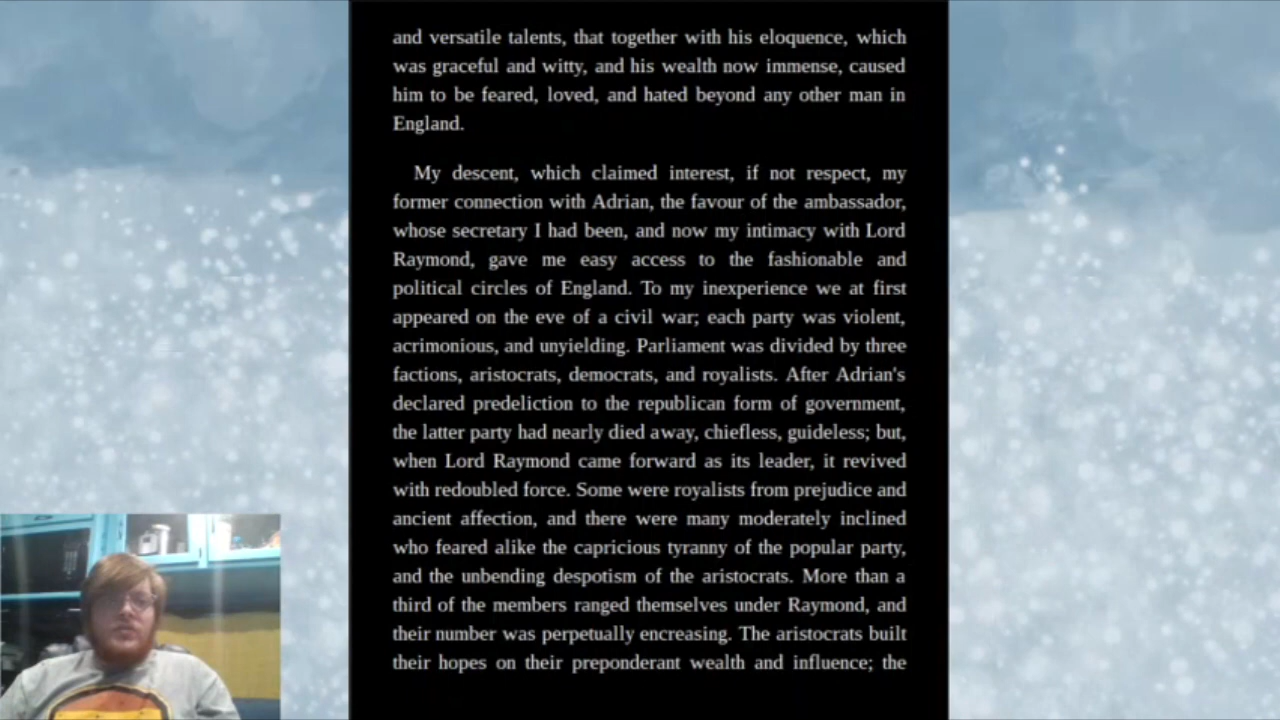 and versatile talents, that together with his eloquence, which
was graceful and witty, and his wealth now immense, caused
him to be feared, loved, and hated beyond any other man in
England.
My descent, which claimed interest, if not respect, my
former connection with Adrian, the favour of the ambassador,
whose secretary I had been, and now my intimacy with Lord
Raymond, gave me easy access to the fashionable and
political circles of England. To my inexperience we at first
appeared on the eve of a civil war; each party was violent,
acrimonious, and unyielding. Parliament was divided by three
factions, aristocrats, democrats, and royalists. After Adrian's
declared predeliction to the republican form of government,
the latter party had nearly died away, chiefless, guideless; but,
when Lord Raymond came forward as its leader, it revived
with redoubled force. Some were royalists from prejudice and
ancient affection, and there were many moderately inclined
who feared alike the capricious tyranny of the popular party,
and the unbending despotism of the aristocrats. More than a
third of the members ranged themselves under Raymond, and
their number was perpetually encreasing. The aristocrats built
their hopes on their preponderant wealth and influence; the